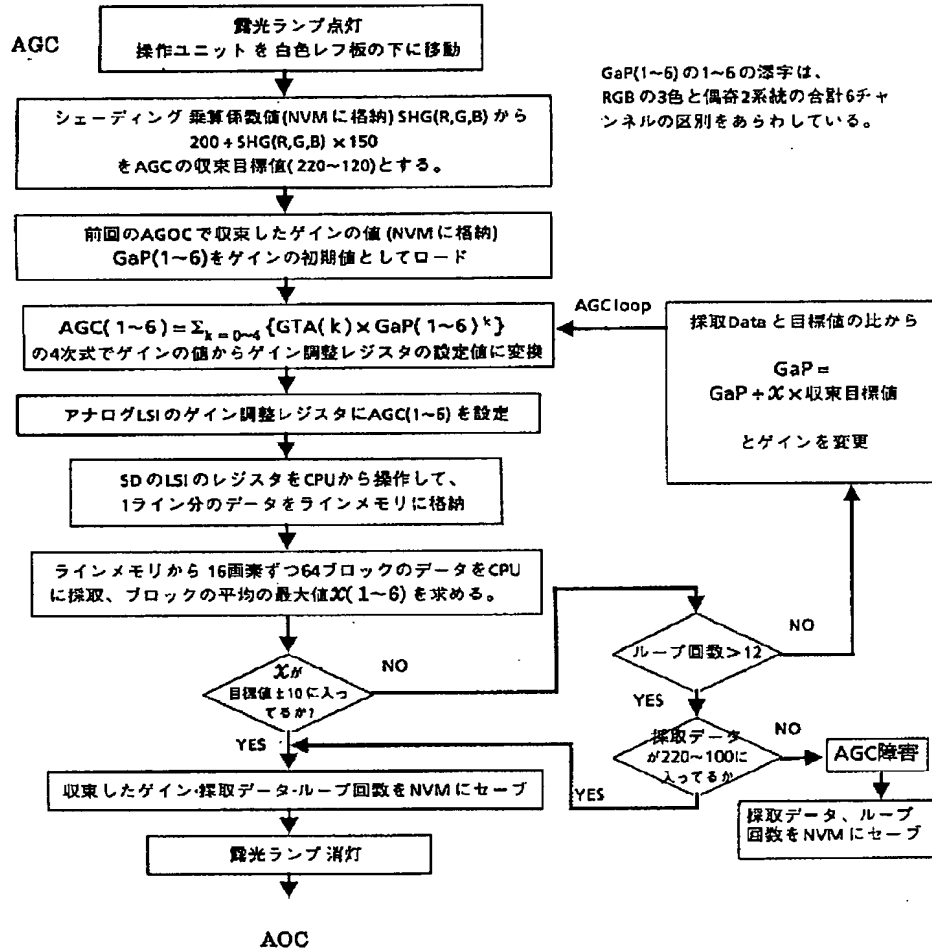 AGC
露光ランプ点灯
操作ユニット を 白色レフ板の下に移動
GaP(1~6)の1~6の添字は、
RGBの3色と偶奇2系統の合計6チャ
ンネルの区別をあらわしている。
シェーディング 乗算係数値(NVMに格納) SHG(R,G,B) から
200 ÷ SHG(R,G,B) × 150
をAGCの収束目標値(220~120)とする。
前回のAGOCで収束したゲインの値 (NVMに格納)
GaP(1~6)をゲインの初期値としてロード
AGC(1~6) = Σk=0~4 {GTA(k) × GaP(1~6)^k}
の4次式でゲインの値からゲイン調整レジスタの設定値に変換
AGC loop
採取Data と目標値の比から
GaP =
GaP ÷ X × 収束目標値
とゲインを変更
アナログLSIのゲイン調整レジスタにAGC(1~6) を設定
SDのLSIのレジスタをCPUから操作して、
1ライン分のデータをラインメモリに格納
ラインメモリから 16画素ずつ64ブロックのデータをCPU
に採取、ブロックの平均の最大値X(1~6) を求める。
Xが
目標値±10に入っ
てるか?
NO
YES
ループ回数>12
NO
YES
採取データ
が220~100に
入ってるか
NO
YES
AGC障害
採取データ、ループ
回数をNVMにセーブ
収束したゲイン・採取データ・ループ回数をNVMにセーブ
露光ランプ 消灯
AOC